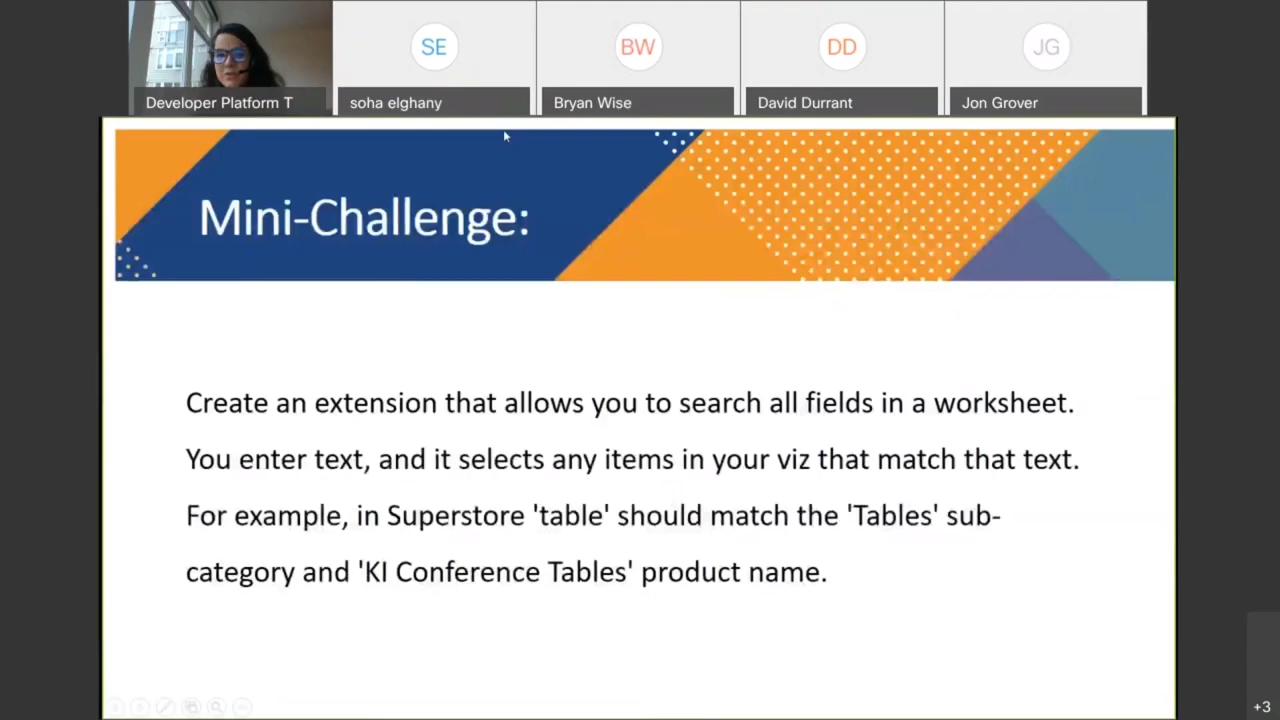 SE
BW
DD
JG
Developer Platform T
soha elghany
Bryan Wise
David Durrant
Jon Grover
Mini-Challenge:
Create an extension that allows you to search all fields in a worksheet.
You enter text, and it selects any items in your viz that match that text.
For example, in Superstore 'table' should match the 'Tables' sub-
category and 'KI Conference Tables' product name.
+3